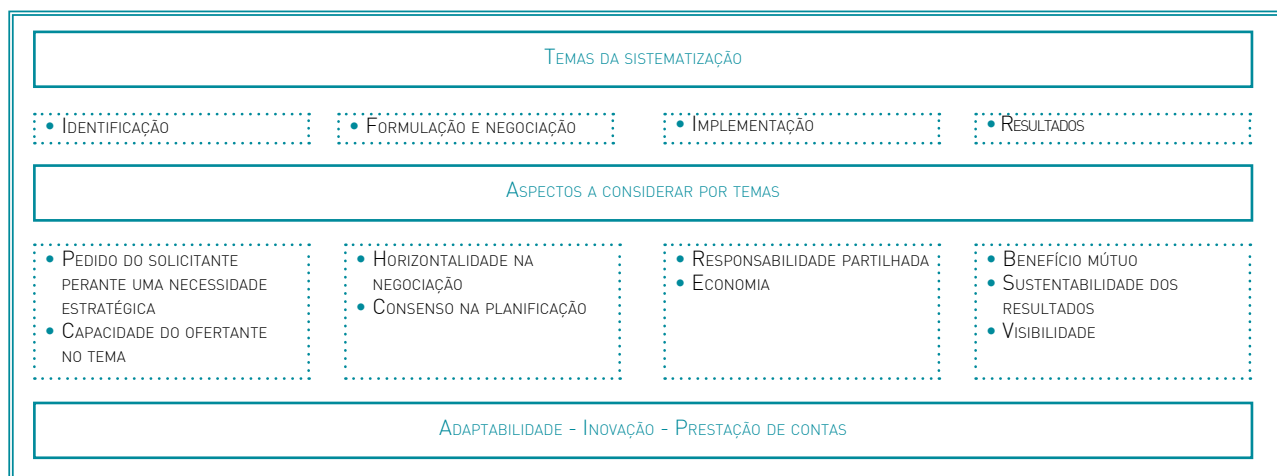 Temas da sistematização
• Identificação
• Formulação e negociação
• Implementação
• Resultados
Aspectos a considerar por temas
• Pedido do solicitante
perante uma necessidade
estratégica
• Capacidade do ofertante
no tema
• Horizontalidade na
negociação
• Consenso na planificação
• Responsabilidade partilhada
• Economia
• Benefício mútuo
• Sustentabilidade dos
resultados
• Visibilidade
Adaptabilidade - Inovação - Prestação de contas